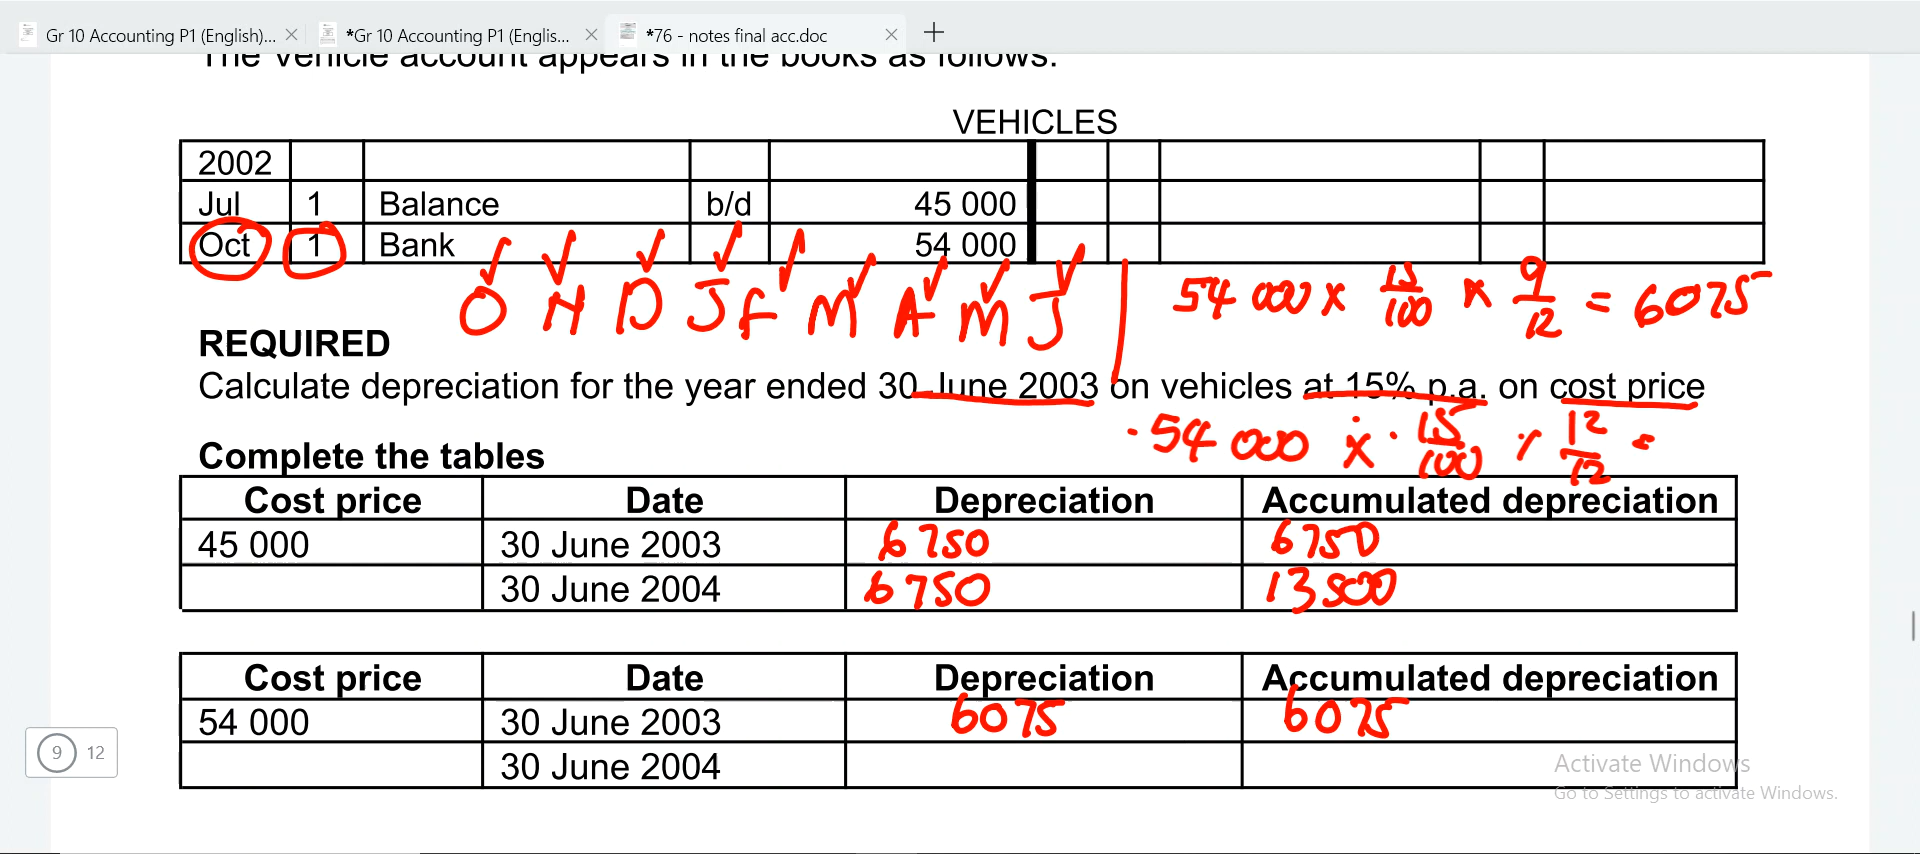 Gr 10 Accounting P1 (English)... *Gr 10 Accounting P1 (Englis... *76 - notes final acc.doc
The vehicle account appears in the books as follows:
VEHICLES
2002
Jul 1 Balance b/d 45 000
Oct 1 Bank 54 000
O N D J F M A M J 54 000 x 15/100 x 9/12 = 6075
REQUIRED
Calculate depreciation for the year ended 30 June 2003 on vehicles at 15% p.a. on cost price
54 000 x 15/100 x 12/12 =
Complete the tables
Cost price Date Depreciation Accumulated depreciation
45 000 30 June 2003 6750 6750
30 June 2004 6750 13500
Cost price Date Depreciation Accumulated depreciation
54 000 30 June 2003 6075 6075
30 June 2004
9 12
Activate Windows
Go to Settings to activate Windows.